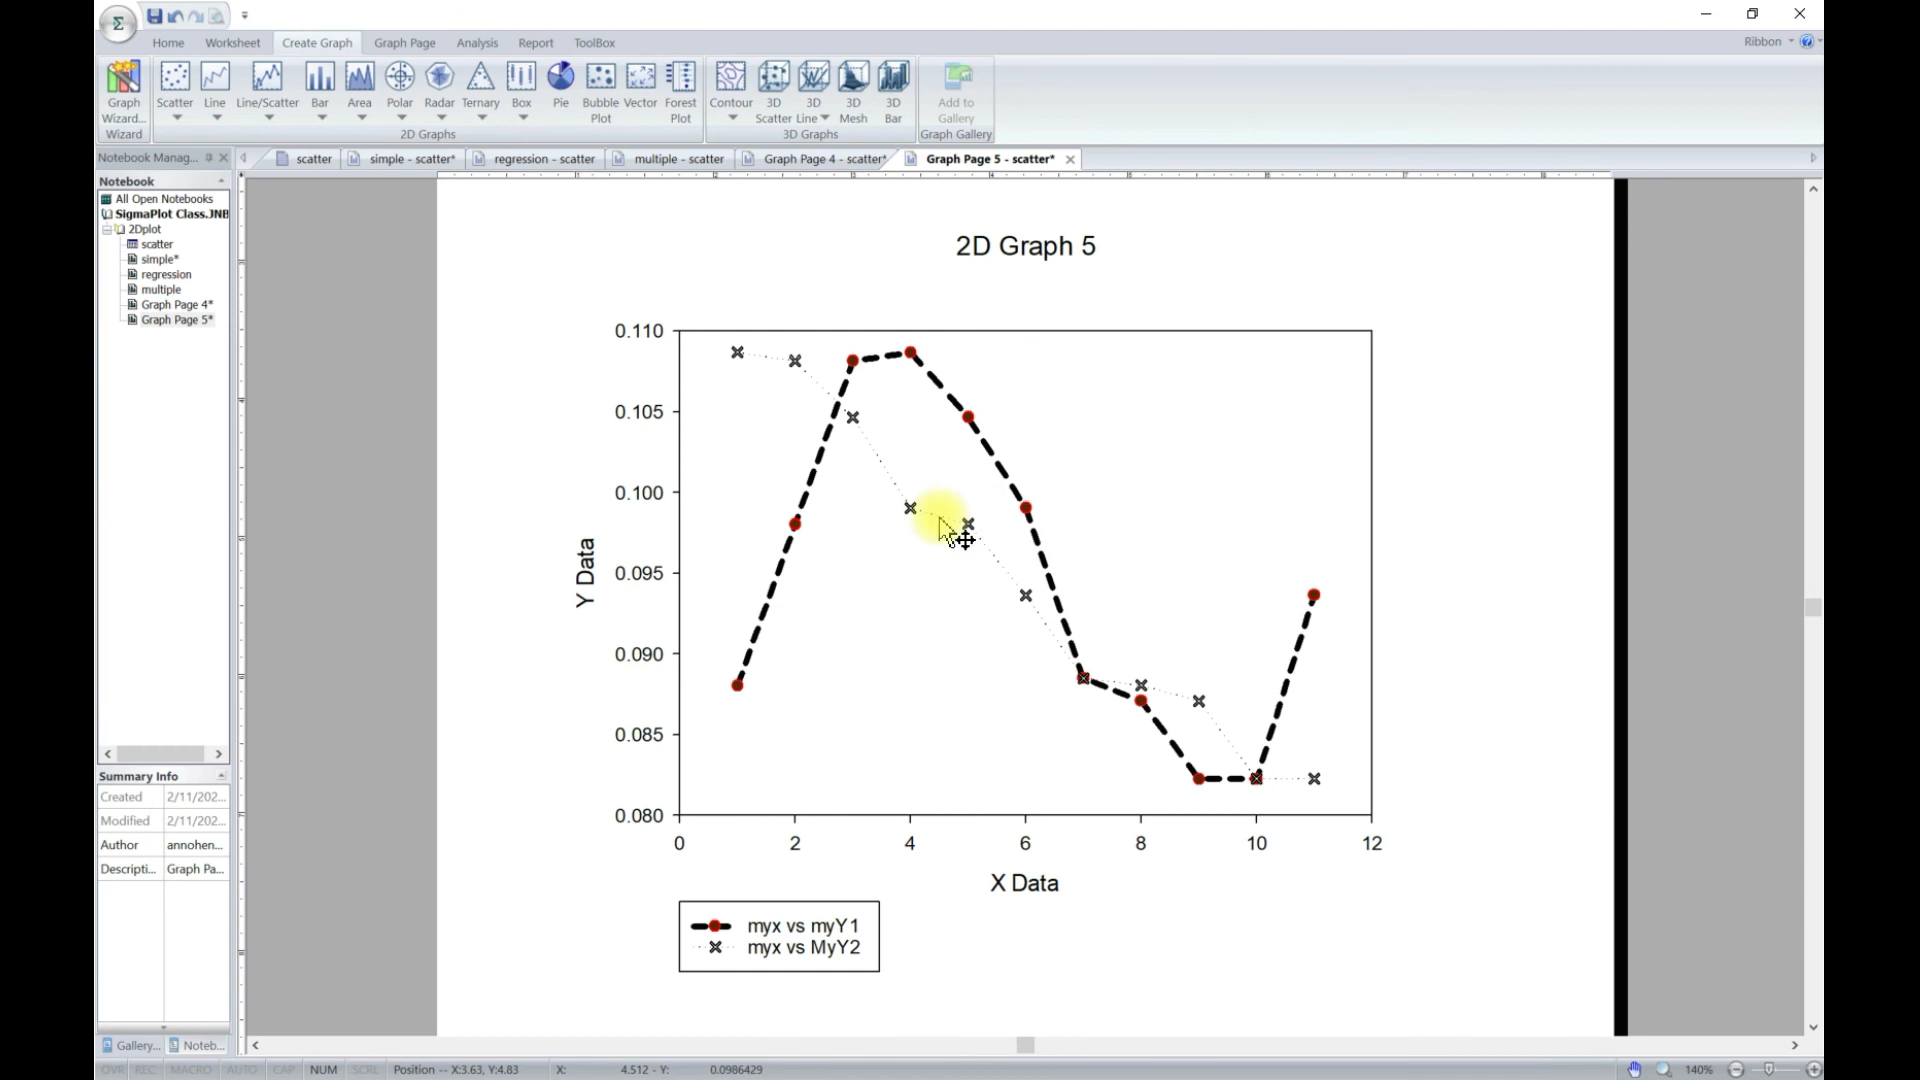 Σ
Home Worksheet Create Graph Graph Page Analysis Report ToolBox Ribbon ?
Graph Wizard... Scatter Line Line/Scatter Bar Area Polar Radar Ternary Box Pie Bubble Plot Vector Forest Plot Contour 3D Scatter 3D Line 3D Mesh 3D Bar Add to Gallery
Wizard 2D Graphs 3D Graphs Graph Gallery
Notebook Manag... scatter simple - scatter* regression - scatter multiple - scatter Graph Page 4 - scatter* Graph Page 5 - scatter*
Notebook
All Open Notebooks
SigmaPlot Class.JNB
2Dplot
scatter
simple*
regression
multiple
Graph Page 4*
Graph Page 5*
Summary Info
Created 2/11/202...
Modified 2/11/202...
Author annohen...
Descripti... Graph Pa...
Gallery... Noteb...
2D Graph 5
0.110
0.105
0.100
0.095
0.090
0.085
0.080
Y Data
0 2 4 6 8 10 12
X Data
myx vs myY1
myx vs MyY2
OVR REC MACRO AUTO CAP NUM SCRL Position -- X:3.63, Y:4.83 X: 4.512 - Y: 0.0986429 140%